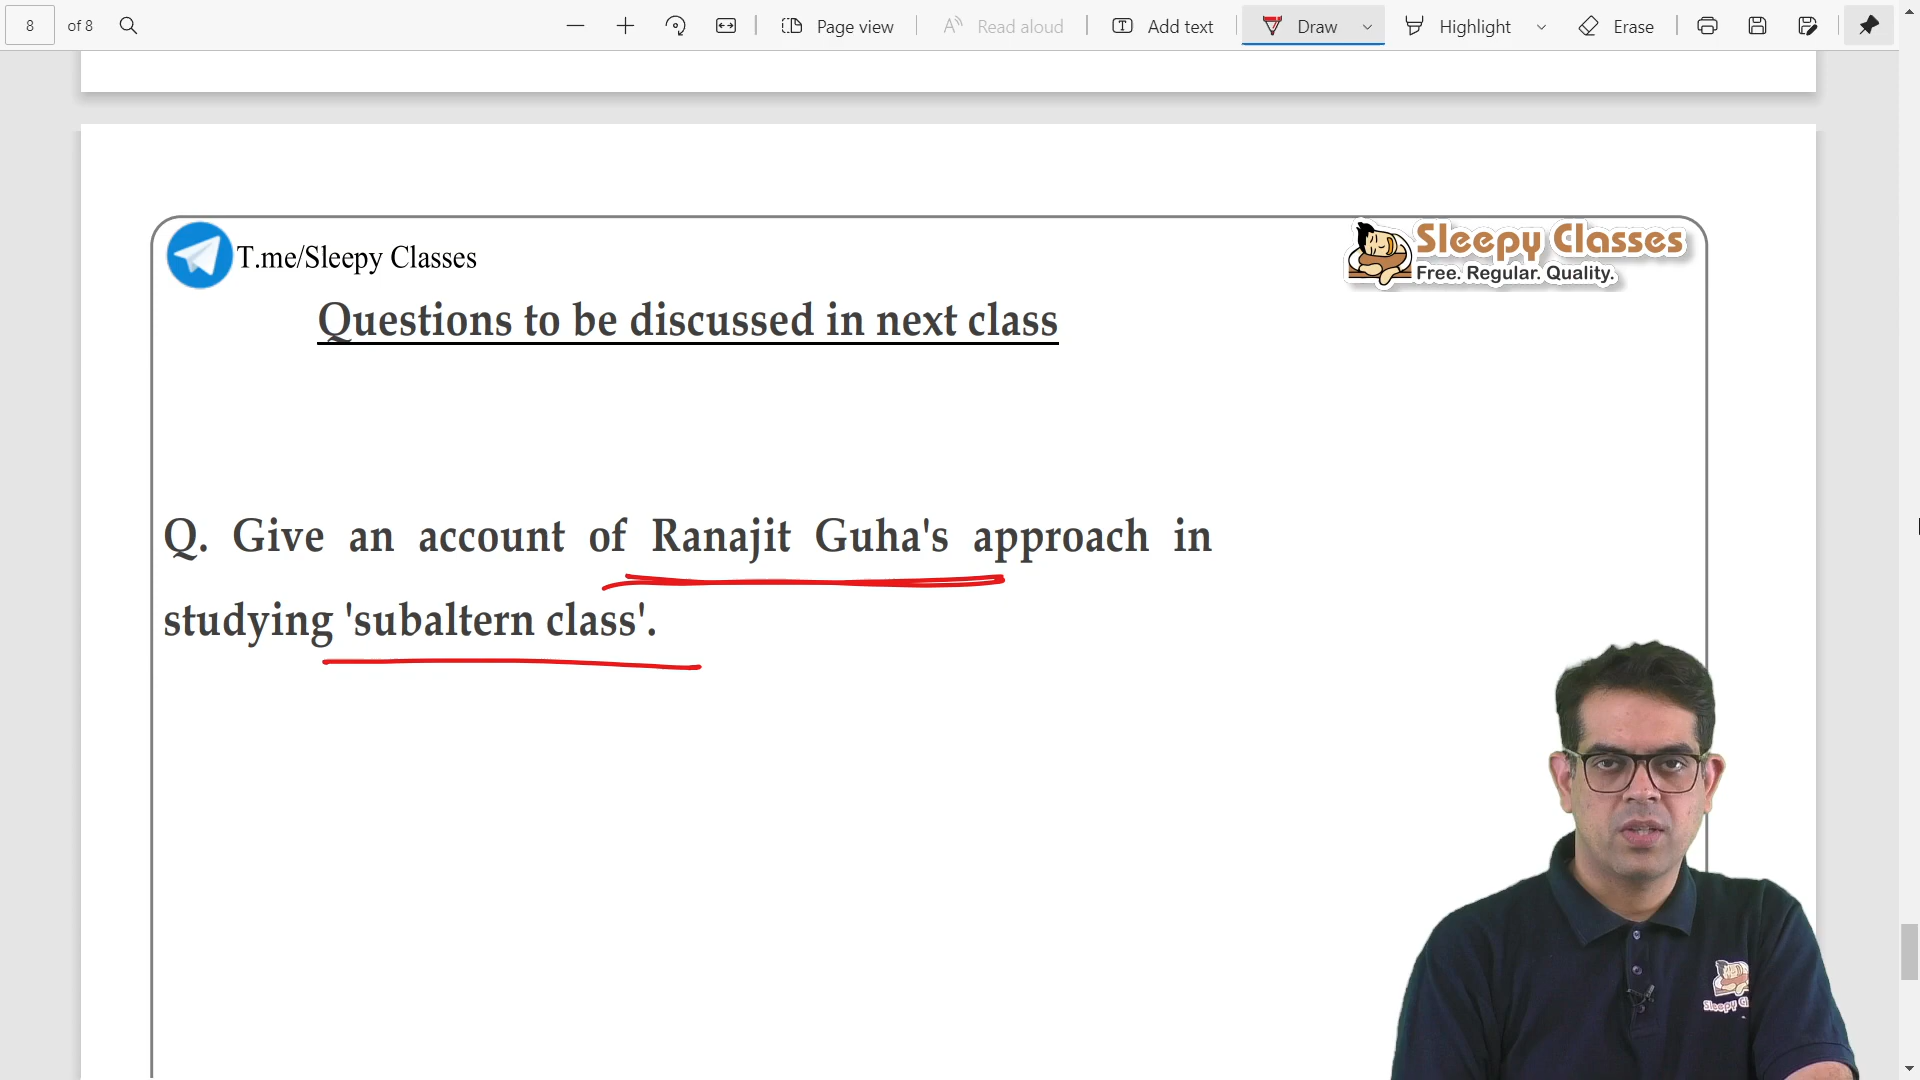 8 of 8 Page view Read aloud Add text Draw Highlight Erase
T.me/Sleepy Classes
Sleepy Classes
Free. Regular. Quality.
Questions to be discussed in next class
Q. Give an account of Ranajit Guha's approach in
studying 'subaltern class'.